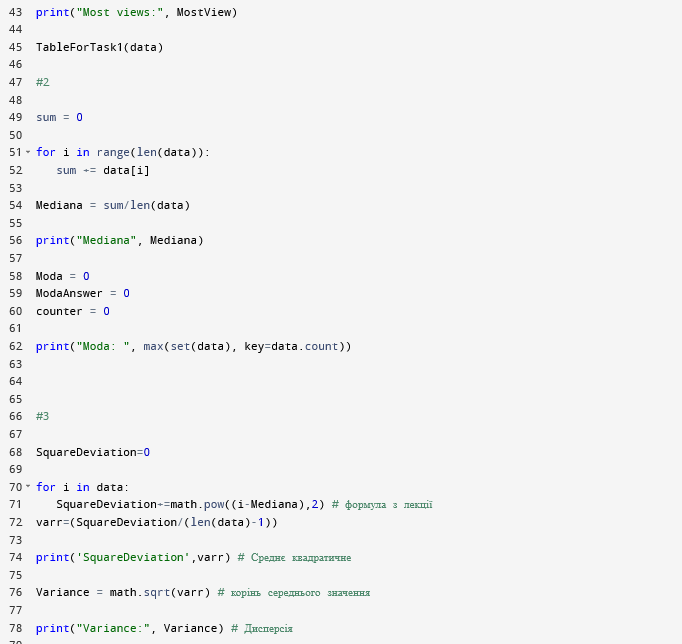 43 print("Most views:", MostView)
44
45 TableForTask1(data)
46
47 #2
48
49 sum = 0
50
51 for i in range(len(data)):
52 sum += data[i]
53
54 Mediana = sum/len(data)
55
56 print("Mediana", Mediana)
57
58 Moda = 0
59 ModaAnswer = 0
60 counter = 0
61
62 print("Moda: ", max(set(data), key=data.count))
63
64
65
66 #3
67
68 SquareDeviation=0
69
70 for i in data:
71 SquareDeviation+=math.pow((i-Mediana),2) # формула з лекції
72 varr=(SquareDeviation/(len(data)-1))
73
74 print('SquareDeviation',varr) # Среднє квадратичне
75
76 Variance = math.sqrt(varr) # корінь середнього значення
77
78 print("Variance:", Variance) # Дисперсія